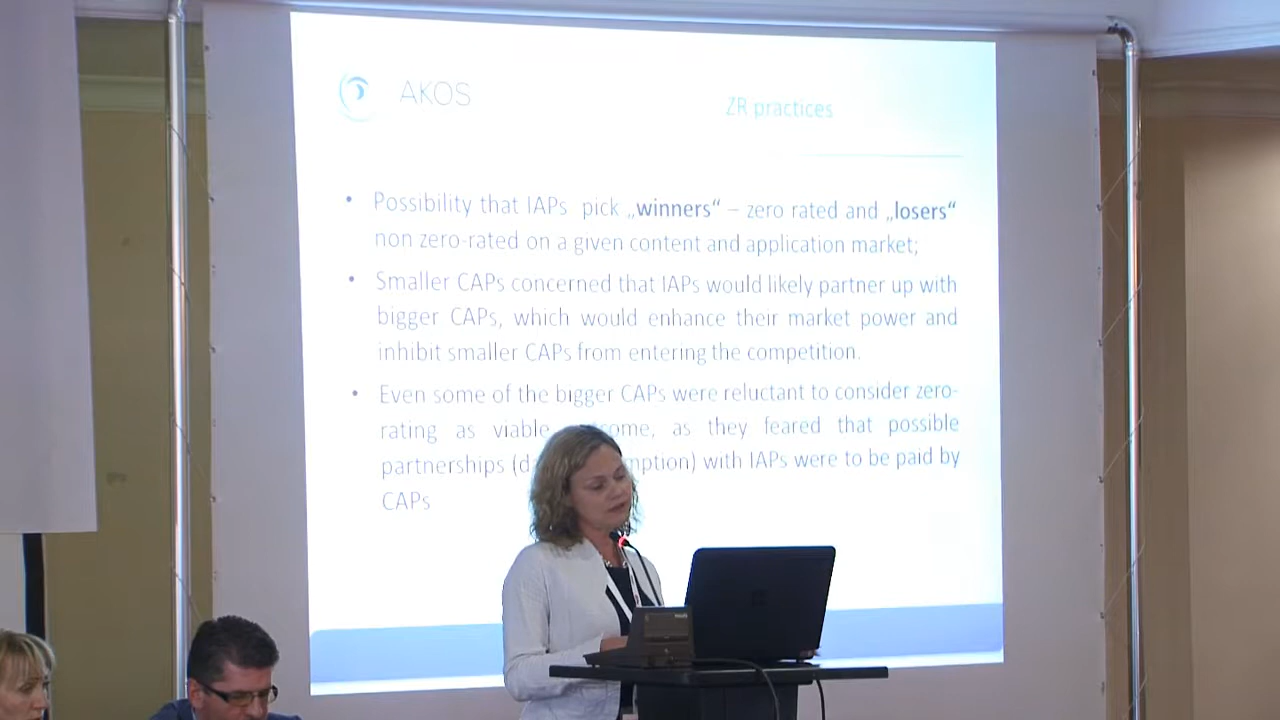 AKOS
ZR practices
• Possibility that IAPs pick „winners“ – zero rated and „losers“
non zero-rated on a given content and application market;
• Smaller CAPs concerned that IAPs would likely partner up with
bigger CAPs, which would enhance their market power and
inhibit smaller CAPs from entering the competition.
• Even some of the bigger CAPs were reluctant to consider zero-
rating as viable as they feared that possible
partnerships with IAPs were to be paid by
CAPs